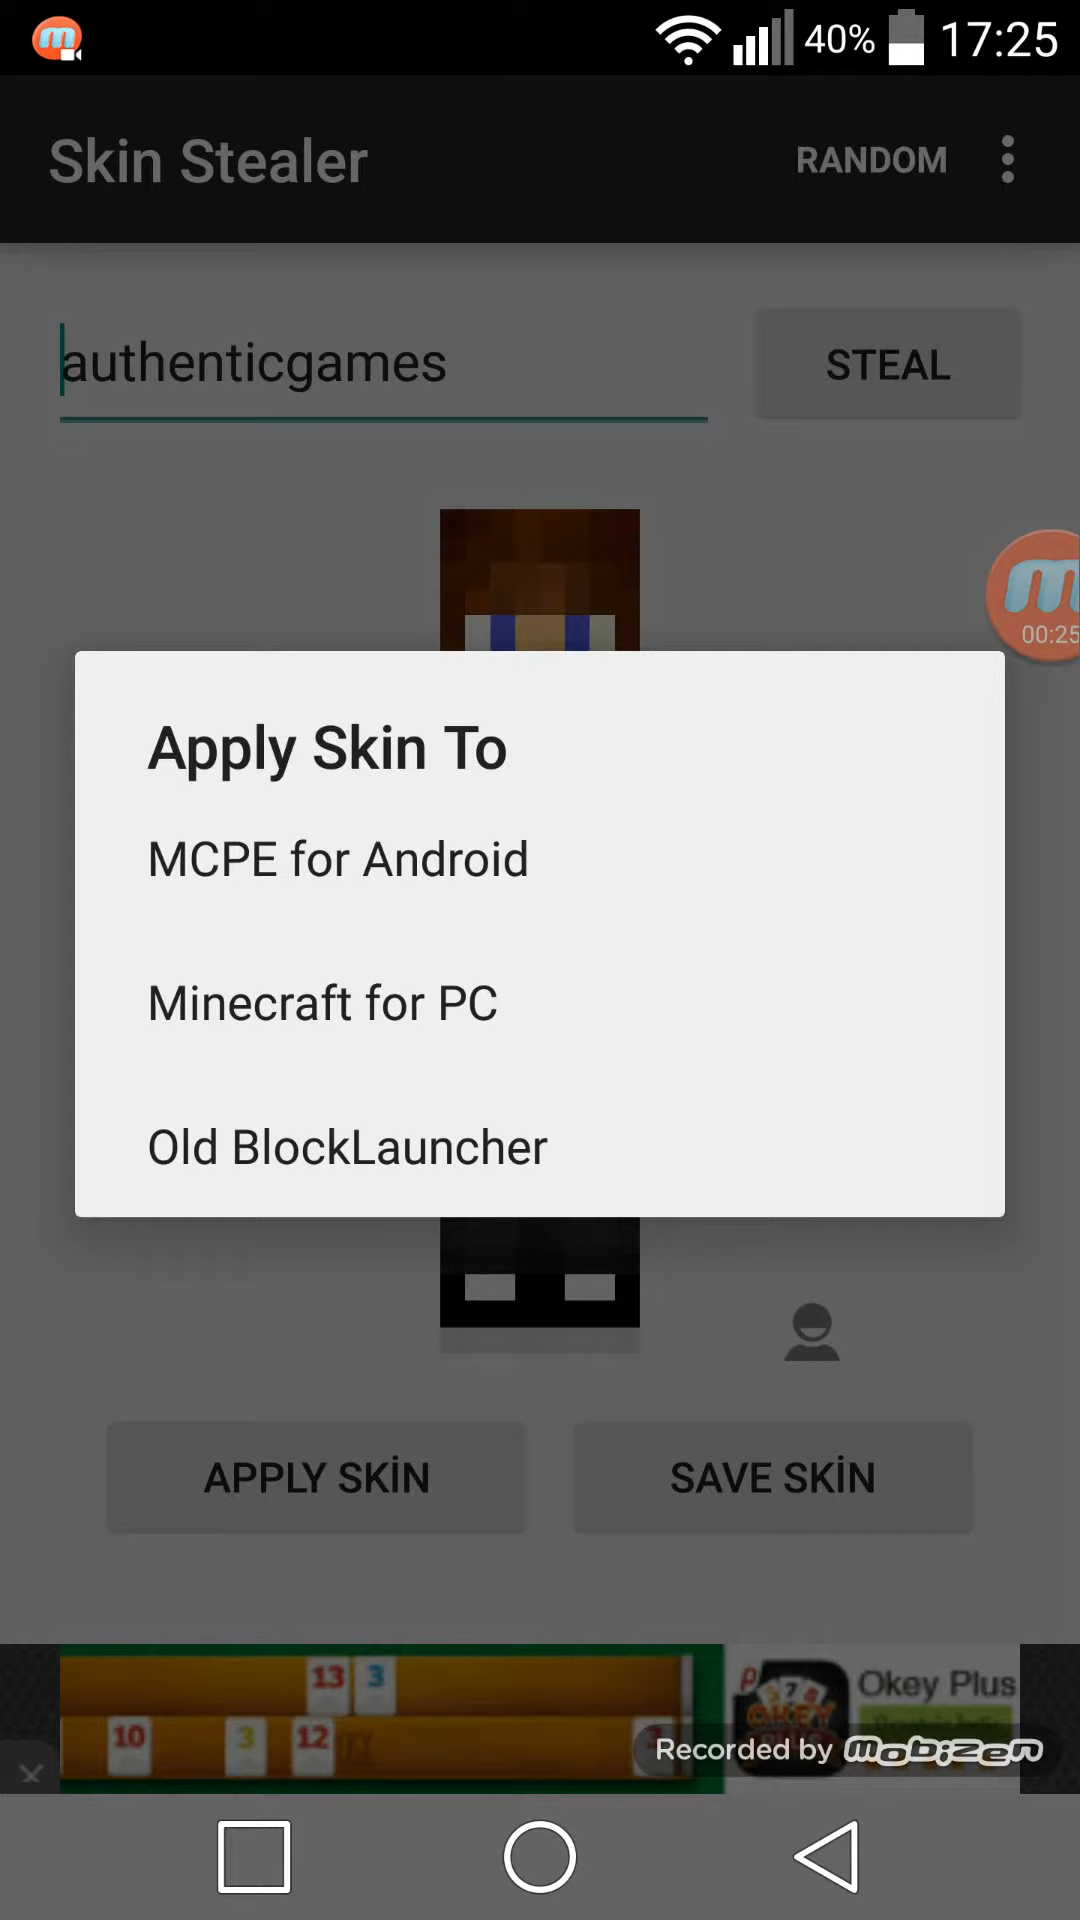 40% 17:25
Skin Stealer RANDOM
authenticgames STEAL
00:25
Apply Skin To
MCPE for Android
Minecraft for PC
Old BlockLauncher
APPLY SKİN SAVE SKİN
13 3
Okey Plus
10 3 12
OKEY
Recorded by mobizen